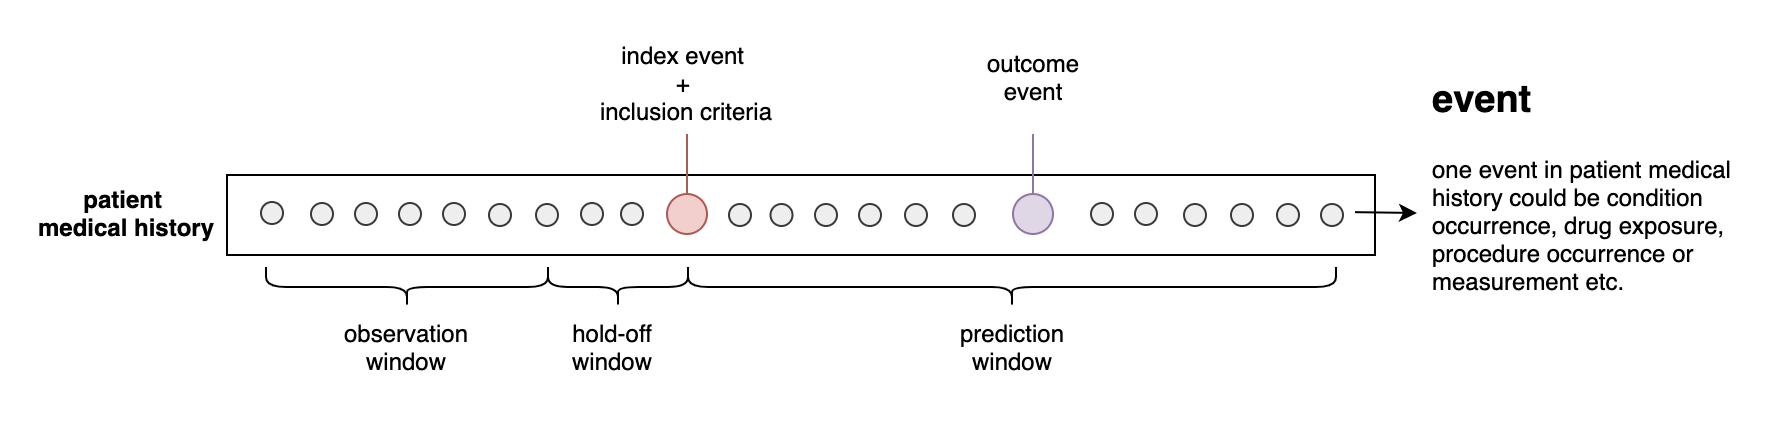 index event
+
inclusion criteria
outcome
event
event
one event in patient medical
history could be condition
occurrence, drug exposure,
procedure occurrence or
measurement etc.
patient
medical history
observation
window
hold-off
window
prediction
window